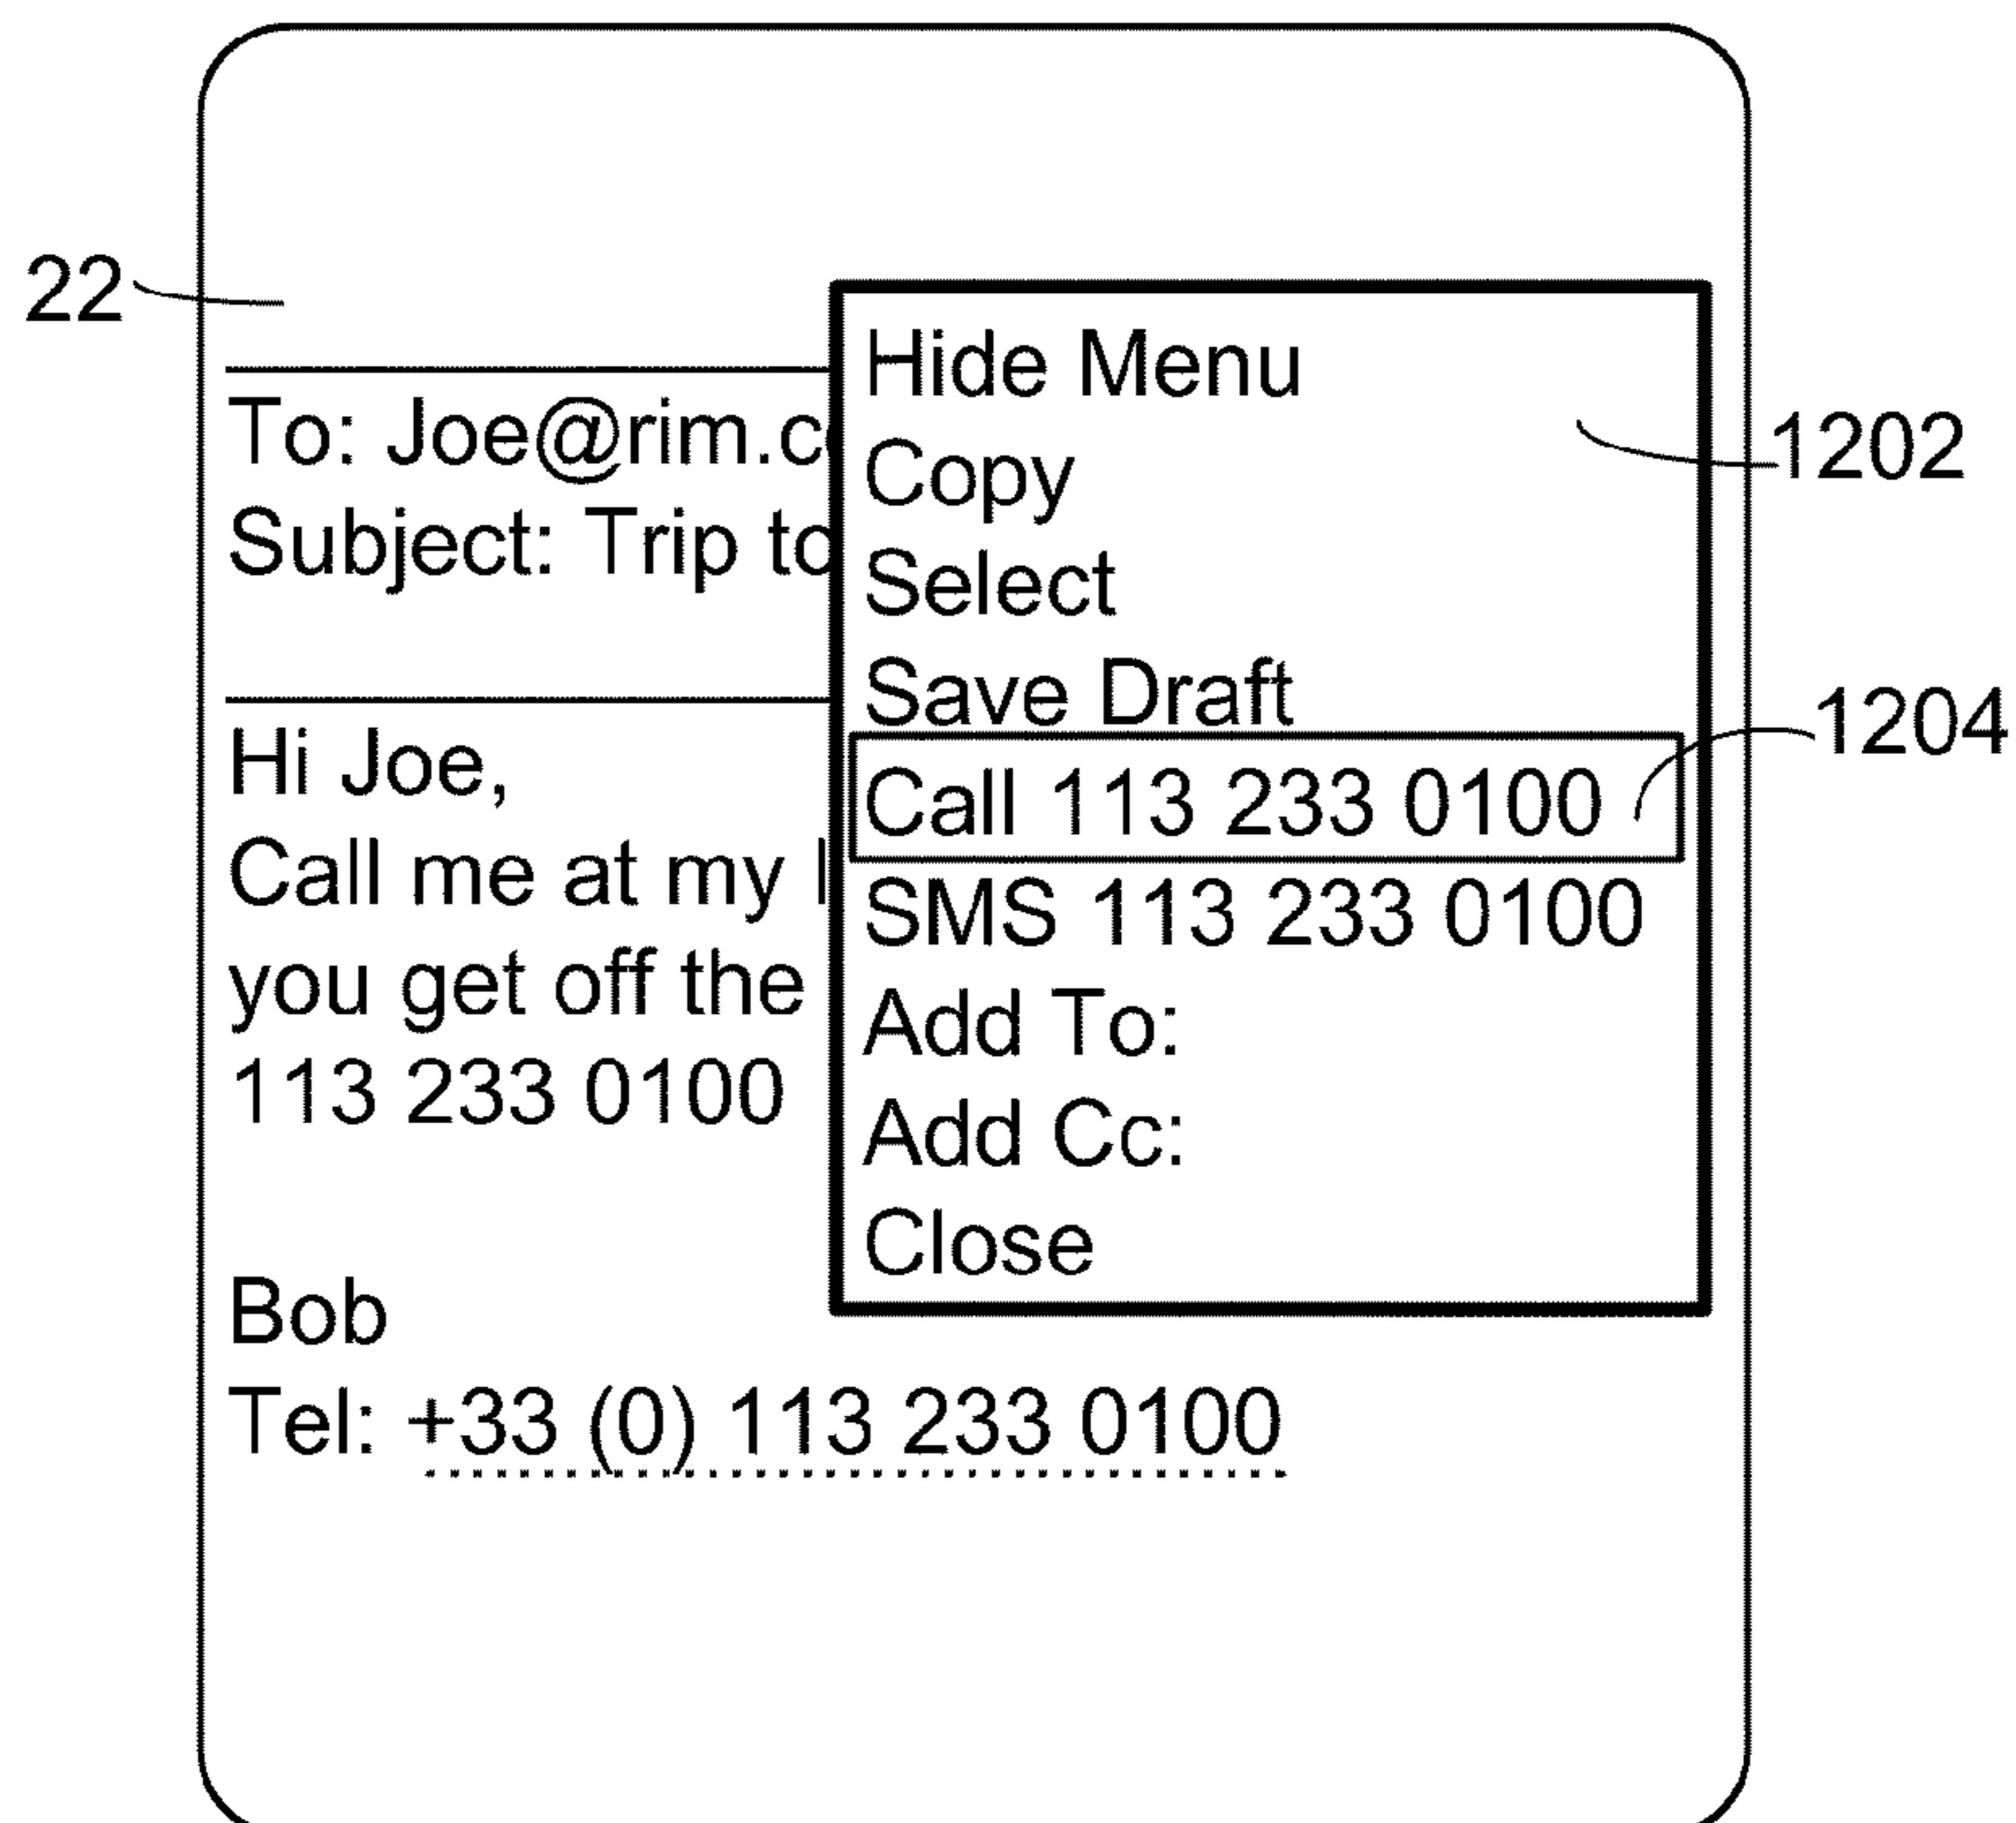 22
To: Joe@rim.c
Subject: Trip to
Hi Joe,
Call me at my
you get off the
113 233 0100
Bob
Tel: +33 (0) 113 233 0100
Hide Menu
Copy
Select
Save Draft
Call 113 233 0100
SMS 113 233 0100
Add To:
Add Cc:
Close
1202
1204